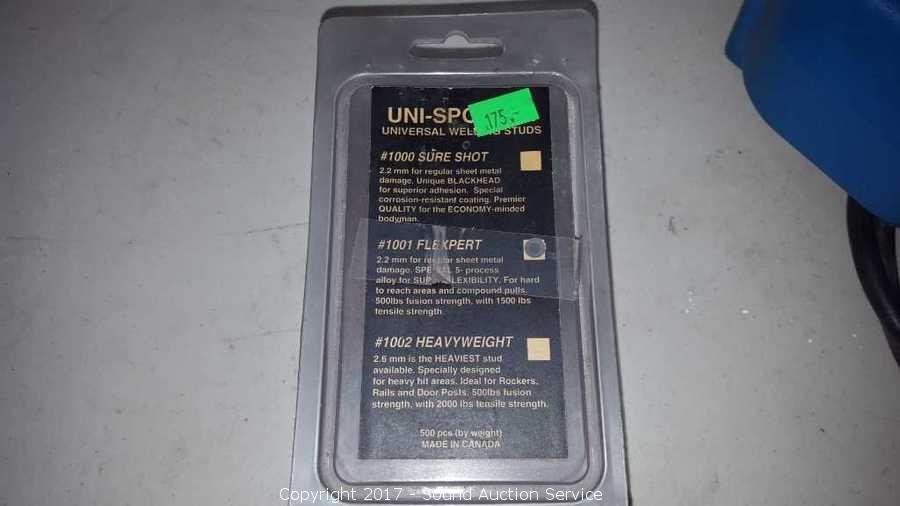 UNI-SPO
175.-
UNIVERSAL WELDING STUDS
#1000 SURE SHOT
2.2 mm for regular sheet metal
damage. Unique BLACKHEAD
for superior adhesion. Special
corrosion-resistant coating. Premier
QUALITY for the ECONOMY-minded
bodyman.
#1001 FLEXPERT
2.2 mm for regular sheet metal
damage. SPECIAL 5- process
alloy for SUPER FLEXIBILITY. For hard
to reach areas and compound pulls.
500lbs fusion strength, with 1500 lbs
tensile strength.
#1002 HEAVYWEIGHT
2.6 mm is the HEAVIEST stud
available. Specially designed
for heavy hit areas. Ideal for Rockers,
Rails and Door Posts. 500lbs fusion
strength, with 2000 lbs tensile strength.
500 pcs (by weight)
MADE IN CANADA
Copyright 2017 - Sound Auction Service